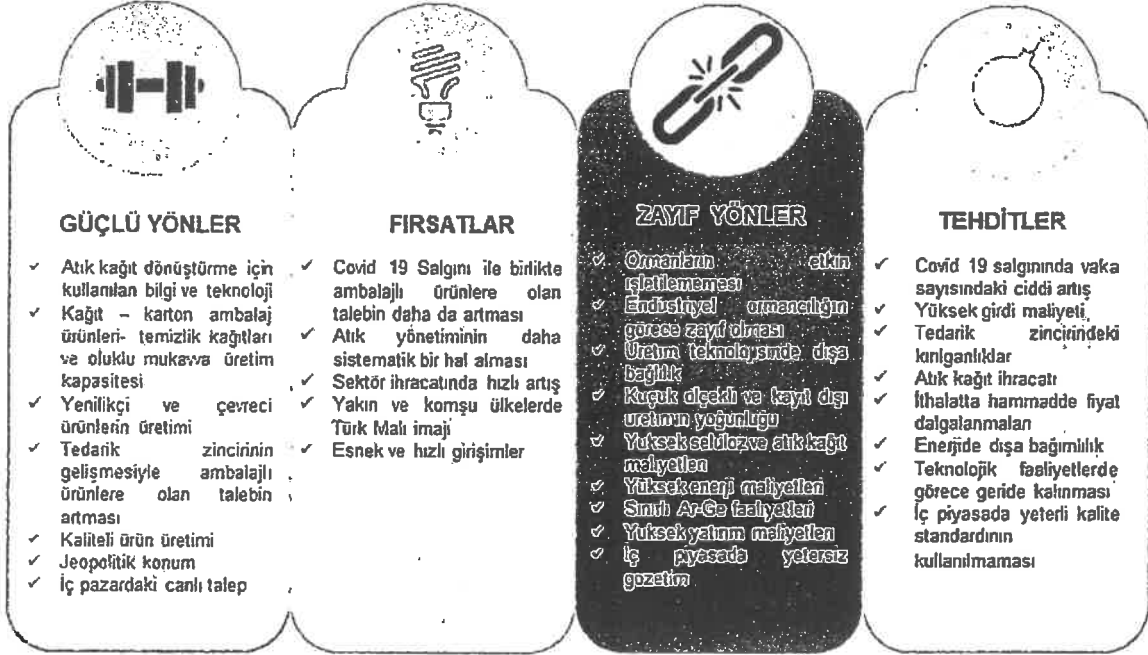 GÜÇLÜ YÖNLER
✓ Atık kağıt dönüştürme için
kullanılan bilgi ve teknoloji
✓ Kağıt – karton ambalaj
ürünleri- temizlik kağıtları
ve oluklu mukavva üretim
kapasitesi
✓ Yenilikçi ve çevreci
ürünlerin üretimi
✓ Tedarik zincirinin
gelişmesiyle ambalajlı
ürünlere olan talebin
artması
✓ Kaliteli ürün üretimi
✓ Jeopolitik konum
✓ İç pazardaki canlı talep
FIRSATLAR
✓ Covid 19 Salgını ile birlikte
ambalajlı ürünlere olan
talebin daha da artması
✓ Atık yönetiminin daha
sistematik bir hal alması
✓ Sektör ihracatında hızlı artış
✓ Yakın ve komşu ülkelerde
Türk Malı imajı
✓ Esnek ve hızlı girişimler
ZAYIF YÖNLER
✓ Ormanların etkin
işletilememesi
✓ Endüstriyel ormancılığın
görece zayıf olması
✓ Üretim teknolojisinde dışa
bağlılık
✓ Küçük ölçekli ve kayıt dışı
üretimin yoğunluğu
✓ Yüksek selüloz ve atık kağıt
maliyetleri
✓ Yüksek enerji maliyetleri
✓ Sınırlı Ar-Ge faaliyetleri
✓ Yüksek yatırım maliyetleri
✓ İç piyasada yetersiz
gözetim
TEHDİTLER
✓ Covid 19 salgınında vaka
sayısındaki ciddi artış
✓ Yüksek girdi maliyeti
✓ Tedarik zincirindeki
kırılganlıklar
✓ Atık kağıt ihracatı
✓ İthalatta hammadde fiyat
dalgalanmaları
✓ Enerjide dışa bağımlılık
✓ Teknolojik faaliyetlerde
görece geride kalınması
✓ İç piyasada yeterli kalite
standardının
kullanılmaması